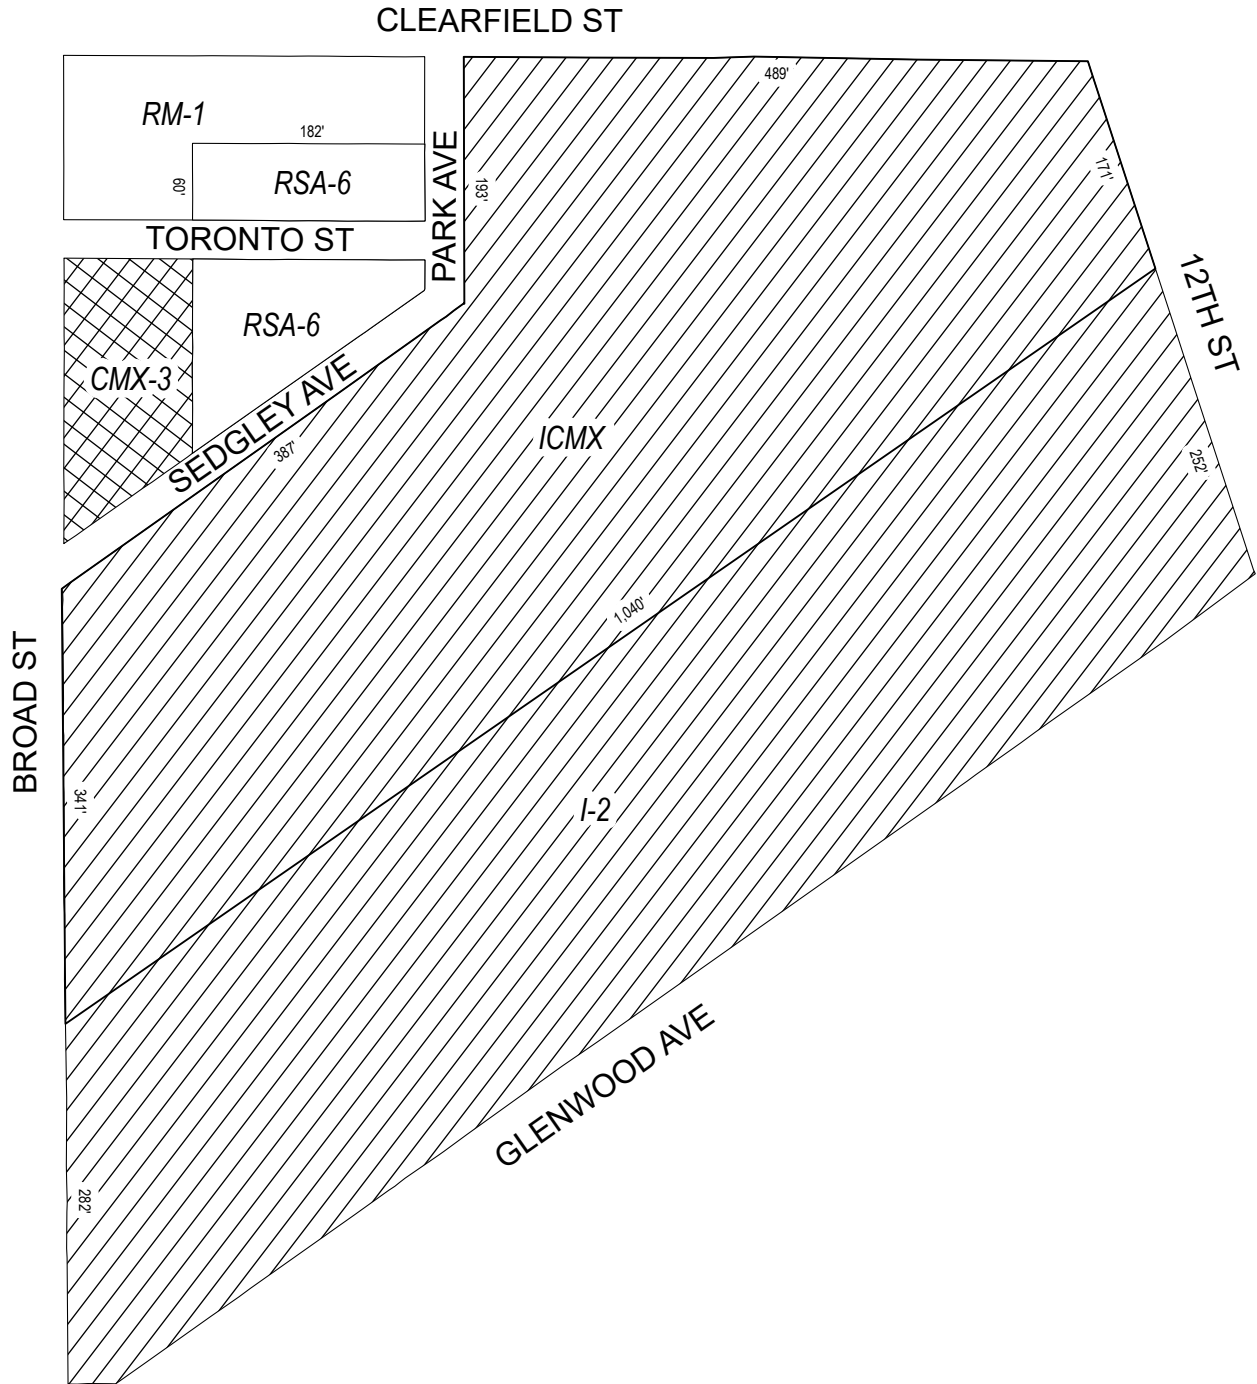 CLEARFIELD ST
489'
RM-1
182'
60'
RSA-6
PARK AVE
193'
171'
TORONTO ST
12TH ST
RSA-6
CMX-3
SEDGLEY AVE
387'
ICMX
252'
1,040'
BROAD ST
341'
I-2
GLENWOOD AVE
282'